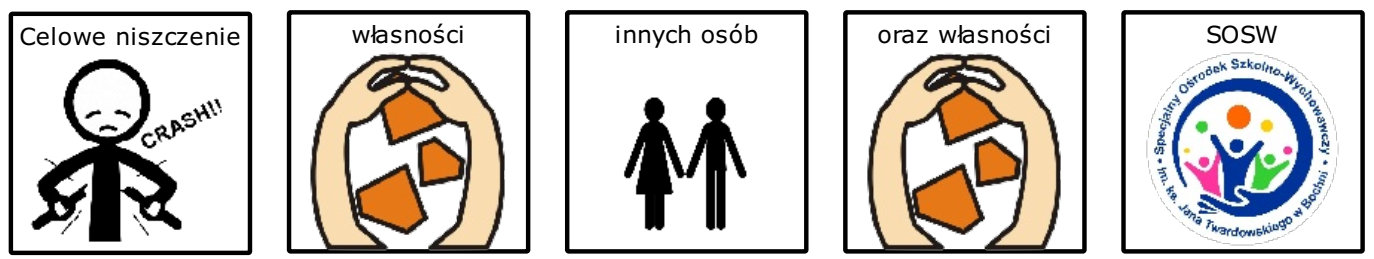 Celowe niszczenie
CRASH!!
własności
innych osób
oraz własności
SOSW
• Specjalny Ośrodek Szkolno-Wychowawczy •
im. ks. Jana Twardowskiego w Bochni